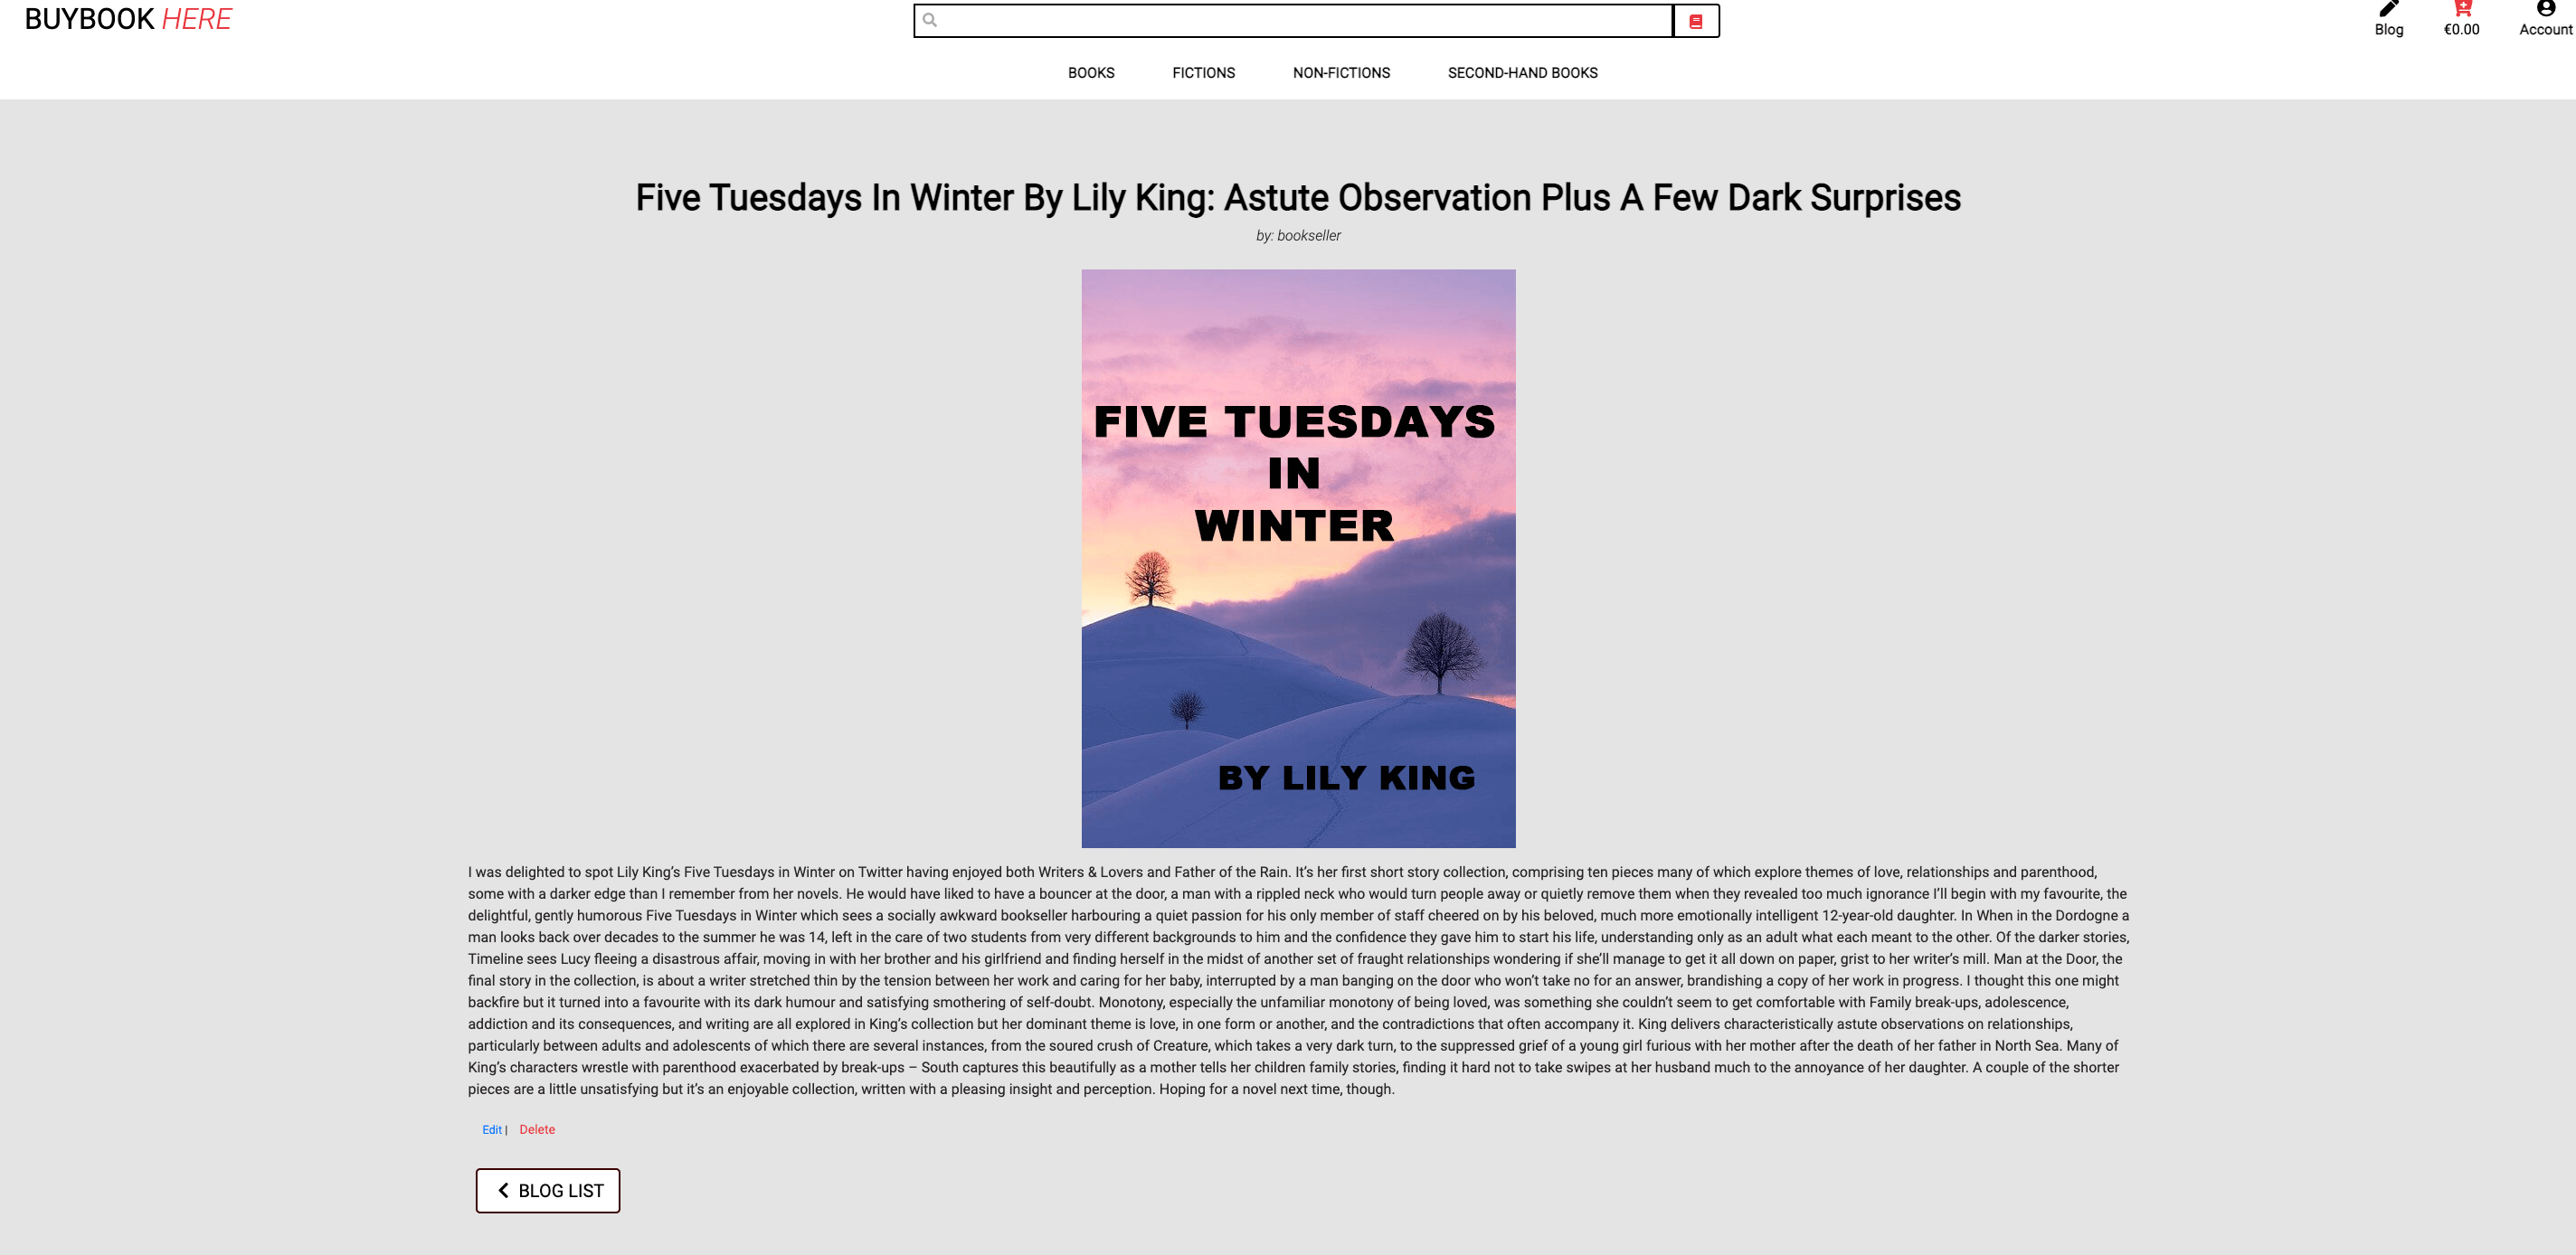 BUYBOOK HERE
Blog
€0.00
Account
BOOKS
FICTIONS
NON-FICTIONS
SECOND-HAND BOOKS
Five Tuesdays In Winter By Lily King: Astute Observation Plus A Few Dark Surprises
by: bookseller
FIVE TUESDAYS
IN
WINTER
BY LILY KING
I was delighted to spot Lily King’s Five Tuesdays in Winter on Twitter having enjoyed both Writers & Lovers and Father of the Rain. It’s her first short story collection, comprising ten pieces many of which explore themes of love, relationships and parenthood,
some with a darker edge than I remember from her novels. He would have liked to have a bouncer at the door, a man with a rippled neck who would turn people away or quietly remove them when they revealed too much ignorance I’ll begin with my favourite, the
delightful, gently humorous Five Tuesdays in Winter which sees a socially awkward bookseller harbouring a quiet passion for his only member of staff cheered on by his beloved, much more emotionally intelligent 12-year-old daughter. In When in the Dordogne a
man looks back over decades to the summer he was 14, left in the care of two students from very different backgrounds to him and the confidence they gave him to start his life, understanding only as an adult what each meant to the other. Of the darker stories,
Timeline sees Lucy fleeing a disastrous affair, moving in with her brother and his girlfriend and finding herself in the midst of another set of fraught relationships wondering if she’ll manage to get it all down on paper, grist to her writer’s mill. Man at the Door, the
final story in the collection, is about a writer stretched thin by the tension between her work and caring for her baby, interrupted by a man banging on the door who won’t take no for an answer, brandishing a copy of her work in progress. I thought this one might
backfire but it turned into a favourite with its dark humour and satisfying smothering of self-doubt. Monotony, especially the unfamiliar monotony of being loved, was something she couldn’t seem to get comfortable with Family break-ups, adolescence,
addiction and its consequences, and writing are all explored in King’s collection but her dominant theme is love, in one form or another, and the contradictions that often accompany it. King delivers characteristically astute observations on relationships,
particularly between adults and adolescents of which there are several instances, from the soured crush of Creature, which takes a very dark turn, to the suppressed grief of a young girl furious with her mother after the death of her father in North Sea. Many of
King’s characters wrestle with parenthood exacerbated by break-ups – South captures this beautifully as a mother tells her children family stories, finding it hard not to take swipes at her husband much to the annoyance of her daughter. A couple of the shorter
pieces are a little unsatisfying but it’s an enjoyable collection, written with a pleasing insight and perception. Hoping for a novel next time, though.
Edit | Delete
BLOG LIST